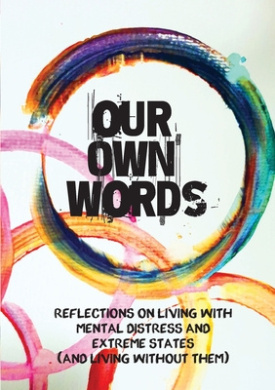 OUR
OWN
WORDS
REFLECTIONS ON LIVING WITH
MENTAL DISTRESS AND
EXTREME STATES
(AND LIVING WITHOUT THEM)